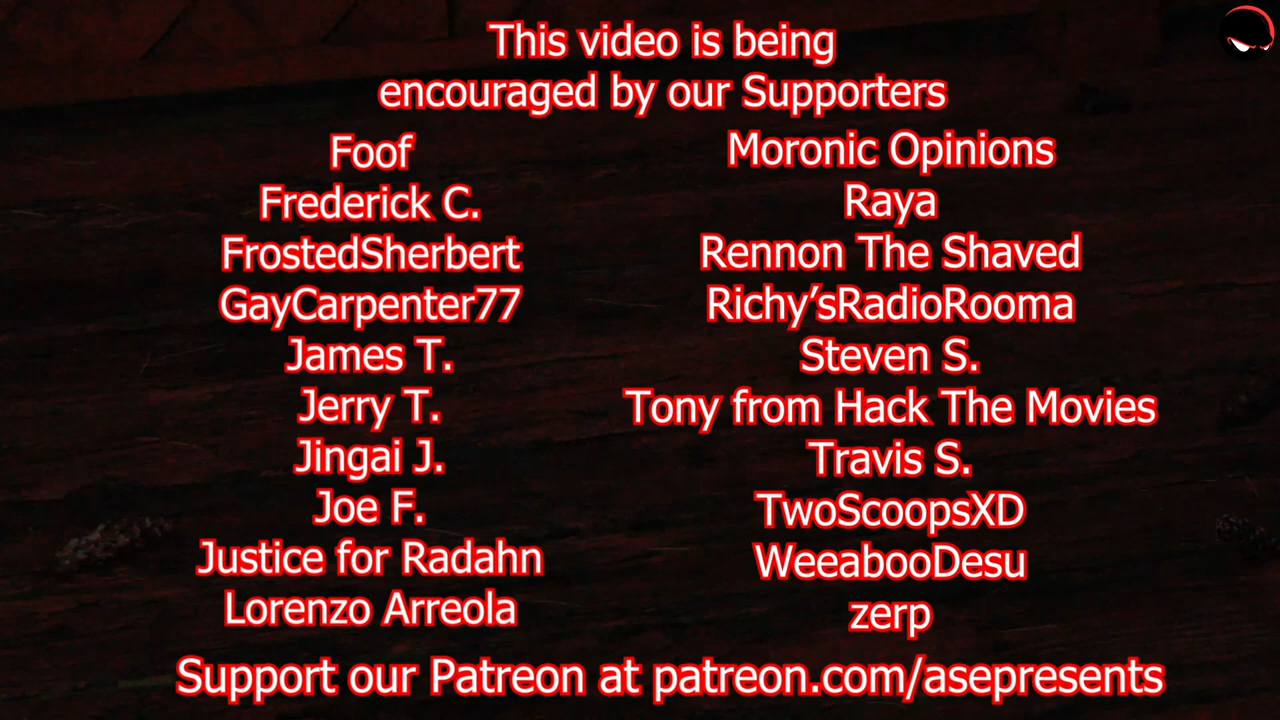 This video is being
encouraged by our Supporters
Foof
Frederick C.
FrostedSherbert
GayCarpenter77
James T.
Jerry T.
Jingai J.
Joe F.
Justice for Radahn
Lorenzo Arreola
Moronic Opinions
Raya
Rennon The Shaved
Richy’sRadioRooma
Steven S.
Tony from Hack The Movies
Travis S.
TwoScoopsXD
WeeabooDesu
zerp
Support our Patreon at patreon.com/asepresents